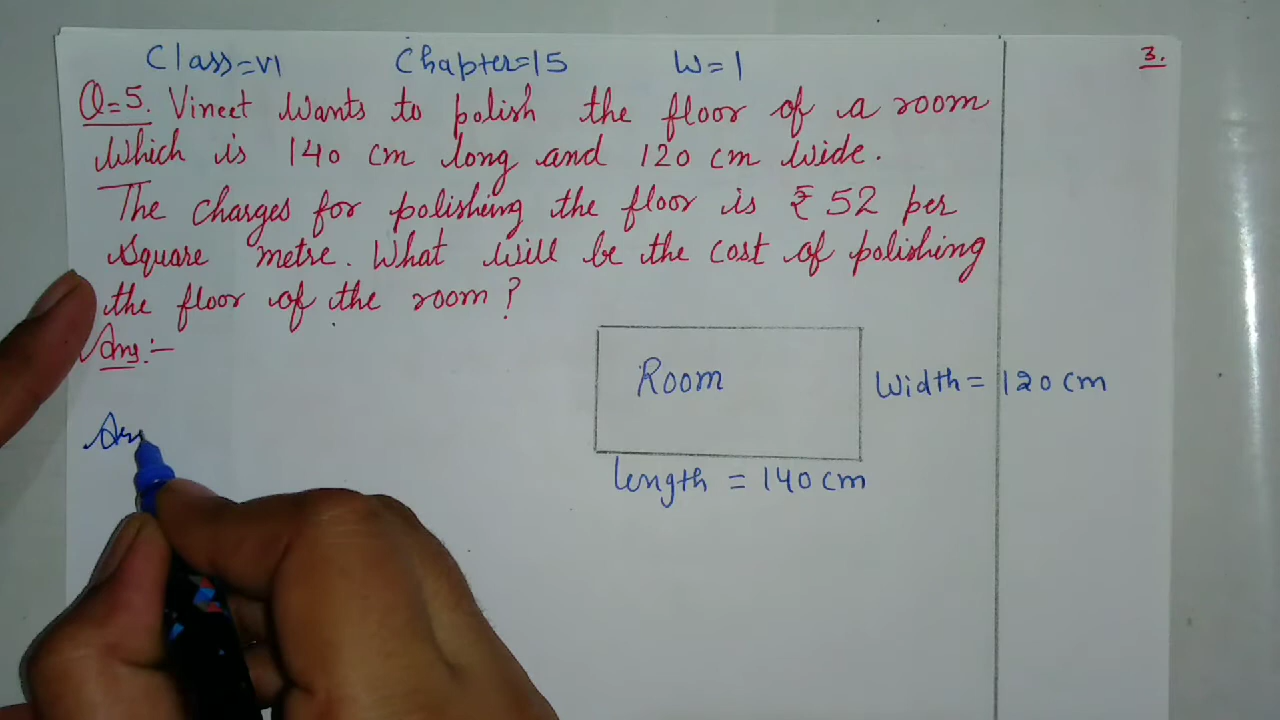 Class=VI Chapter=15 W=1
3.
Q=5. Vineet wants to polish the floor of a room
which is 140 cm long and 120 cm wide.
The charges for polishing the floor is ₹ 52 per
square metre. What will be the cost of polishing
the floor of the room?
Ans:-
Room
Width = 120 cm
length = 140 cm